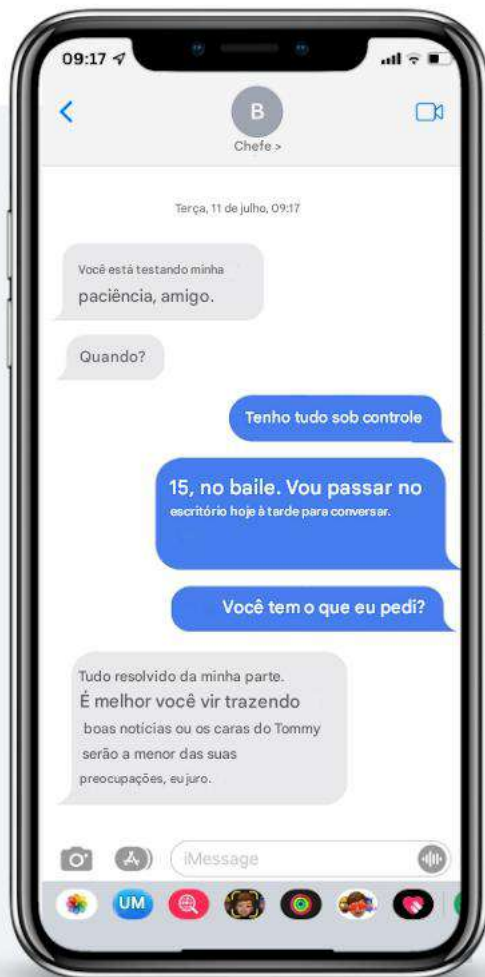 09:17
B
Chefe >
Terça, 11 de julho, 09:17
Você está testando minha
paciência, amigo.
Quando?
Tenho tudo sob controle
15, no baile. Vou passar no
escritório hoje à tarde para conversar.
Você tem o que eu pedi?
Tudo resolvido da minha parte.
É melhor você vir trazendo
boas notícias ou os caras do Tommy
serão a menor das suas
preocupações, eu juro.
iMessage
UM